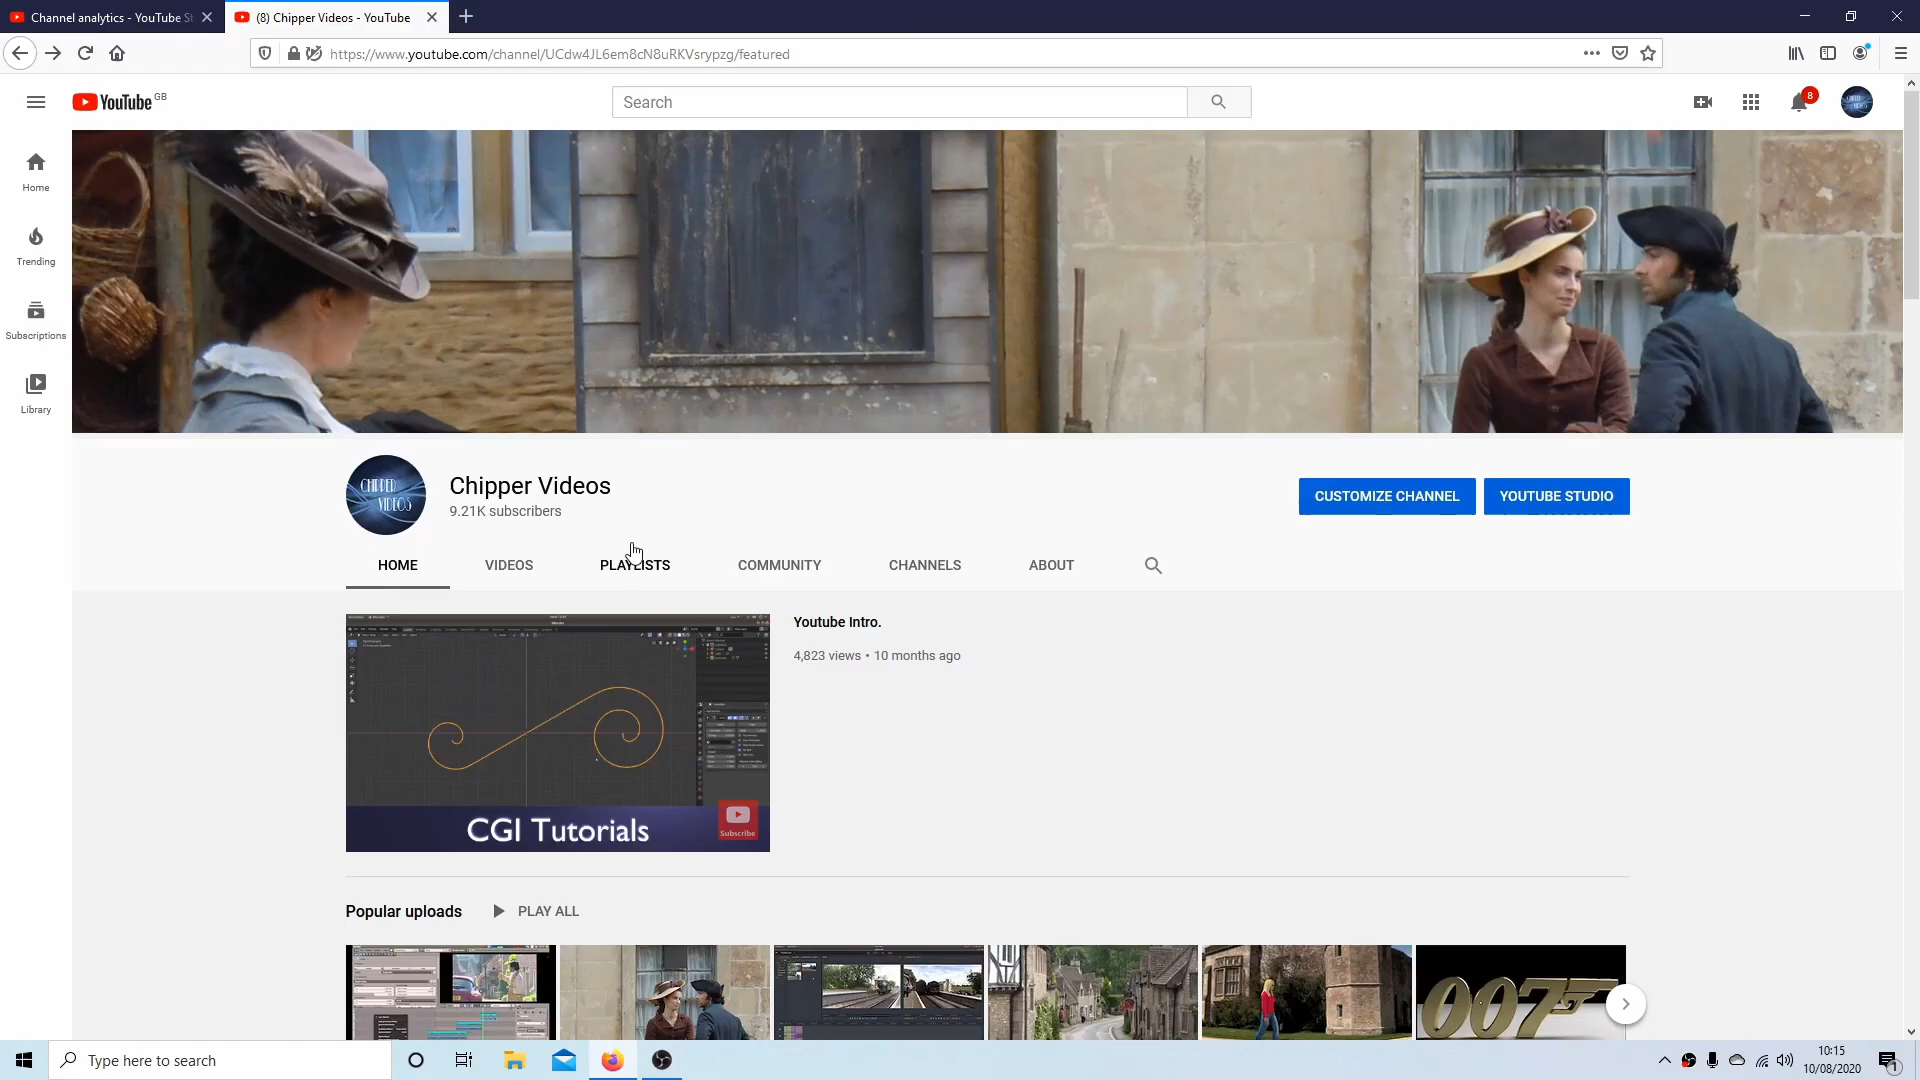 Channel analytics - YouTube St
(8) Chipper Videos - YouTube
https://www.youtube.com/channel/UCdw4JL6em8cN8uRKVsrypzg/featured
YouTube GB
Search
8
Home
Trending
Subscriptions
Library
CHIPPER VIDEOS
Chipper Videos
9.21K subscribers
CUSTOMIZE CHANNEL
YOUTUBE STUDIO
HOME
VIDEOS
PLAYLISTS
COMMUNITY
CHANNELS
ABOUT
Youtube Intro.
4,823 views • 10 months ago
CGI Tutorials
Subscribe
Popular uploads
PLAY ALL
007
Type here to search
10:15
10/08/2020
1